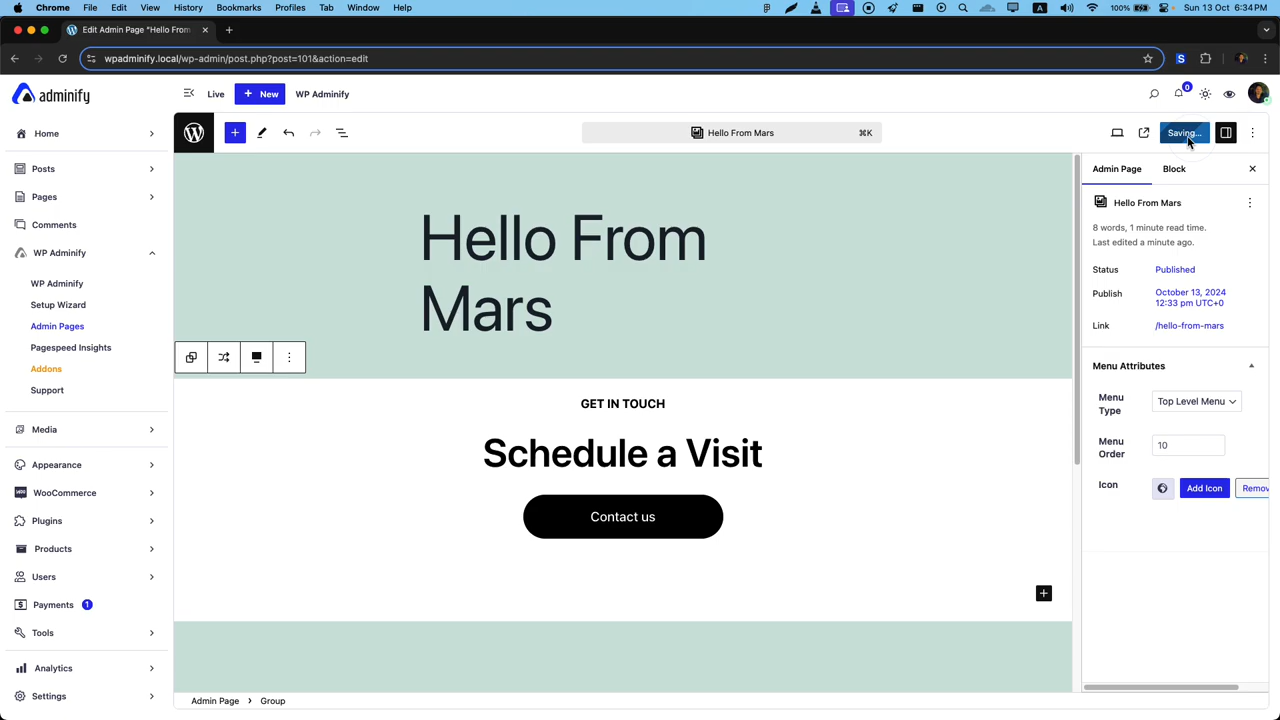 Chrome File Edit View History Bookmarks Profiles Tab Window Help
A 100% Sun 13 Oct 6:34 PM
Edit Admin Page "Hello From
wpadminify.local/wp-admin/post.php?post=101&action=edit
adminify
Live
+ New
WP Adminify
0
Home
Posts
Pages
Comments
WP Adminify
WP Adminify
Setup Wizard
Admin Pages
Pagespeed Insights
Addons
Support
Media
Appearance
WooCommerce
Plugins
Products
Users
Payments 1
Tools
Analytics
Settings
Hello From Mars ⌘K
Saving...
Hello From
Mars
GET IN TOUCH
Schedule a Visit
Contact us
Admin Page > Group
Admin Page Block
Hello From Mars
8 words, 1 minute read time.
Last edited a minute ago.
Status Published
Publish October 13, 2024
12:33 pm UTC+0
Link /hello-from-mars
Menu Attributes
Menu
Type
Top Level Menu
Menu
Order
10
Icon Add Icon Remov